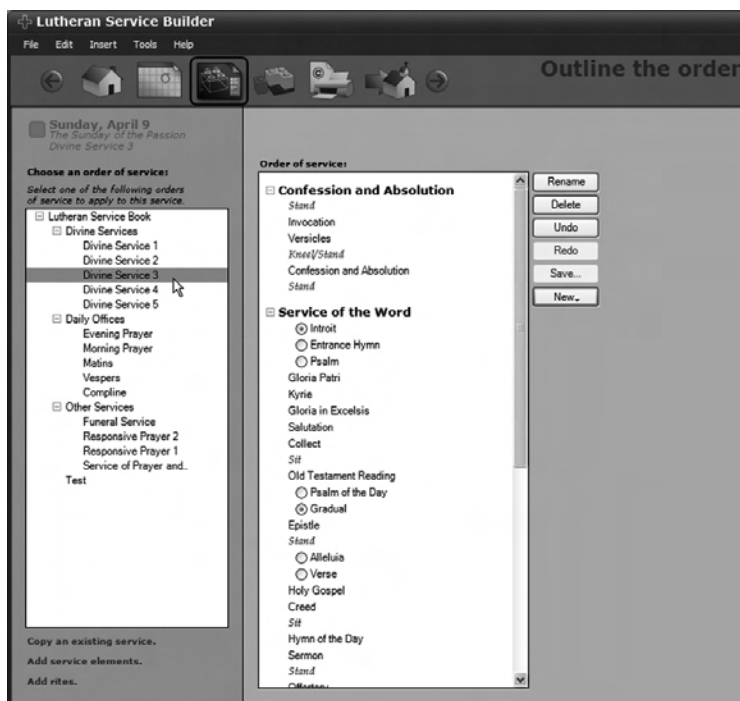 Lutheran Service Builder
File Edit Insert Tools Help
Outline the order
Sunday, April 9
The Sunday of the Passion
Divine Service 3
Choose an order of service:
Select one of the following orders
of service to apply to this service.
Lutheran Service Book
Divine Services
Divine Service 1
Divine Service 2
Divine Service 3
Divine Service 4
Divine Service 5
Daily Offices
Evening Prayer
Morning Prayer
Matins
Vespers
Compline
Other Services
Funeral Service
Responsive Prayer 2
Responsive Prayer 1
Service of Prayer and..
Test
Copy an existing service.
Add service elements.
Add rites.
Order of service:
Confession and Absolution
Stand
Invocation
Versicles
Kneel/Stand
Confession and Absolution
Stand
Service of the Word
Introit
Entrance Hymn
Psalm
Gloria Patri
Kyrie
Gloria in Excelsis
Salutation
Collect
Sit
Old Testament Reading
Psalm of the Day
Gradual
Epistle
Stand
Alleluia
Verse
Holy Gospel
Creed
Sit
Hymn of the Day
Sermon
Stand
Offertory
Rename
Delete
Undo
Redo
Save...
New